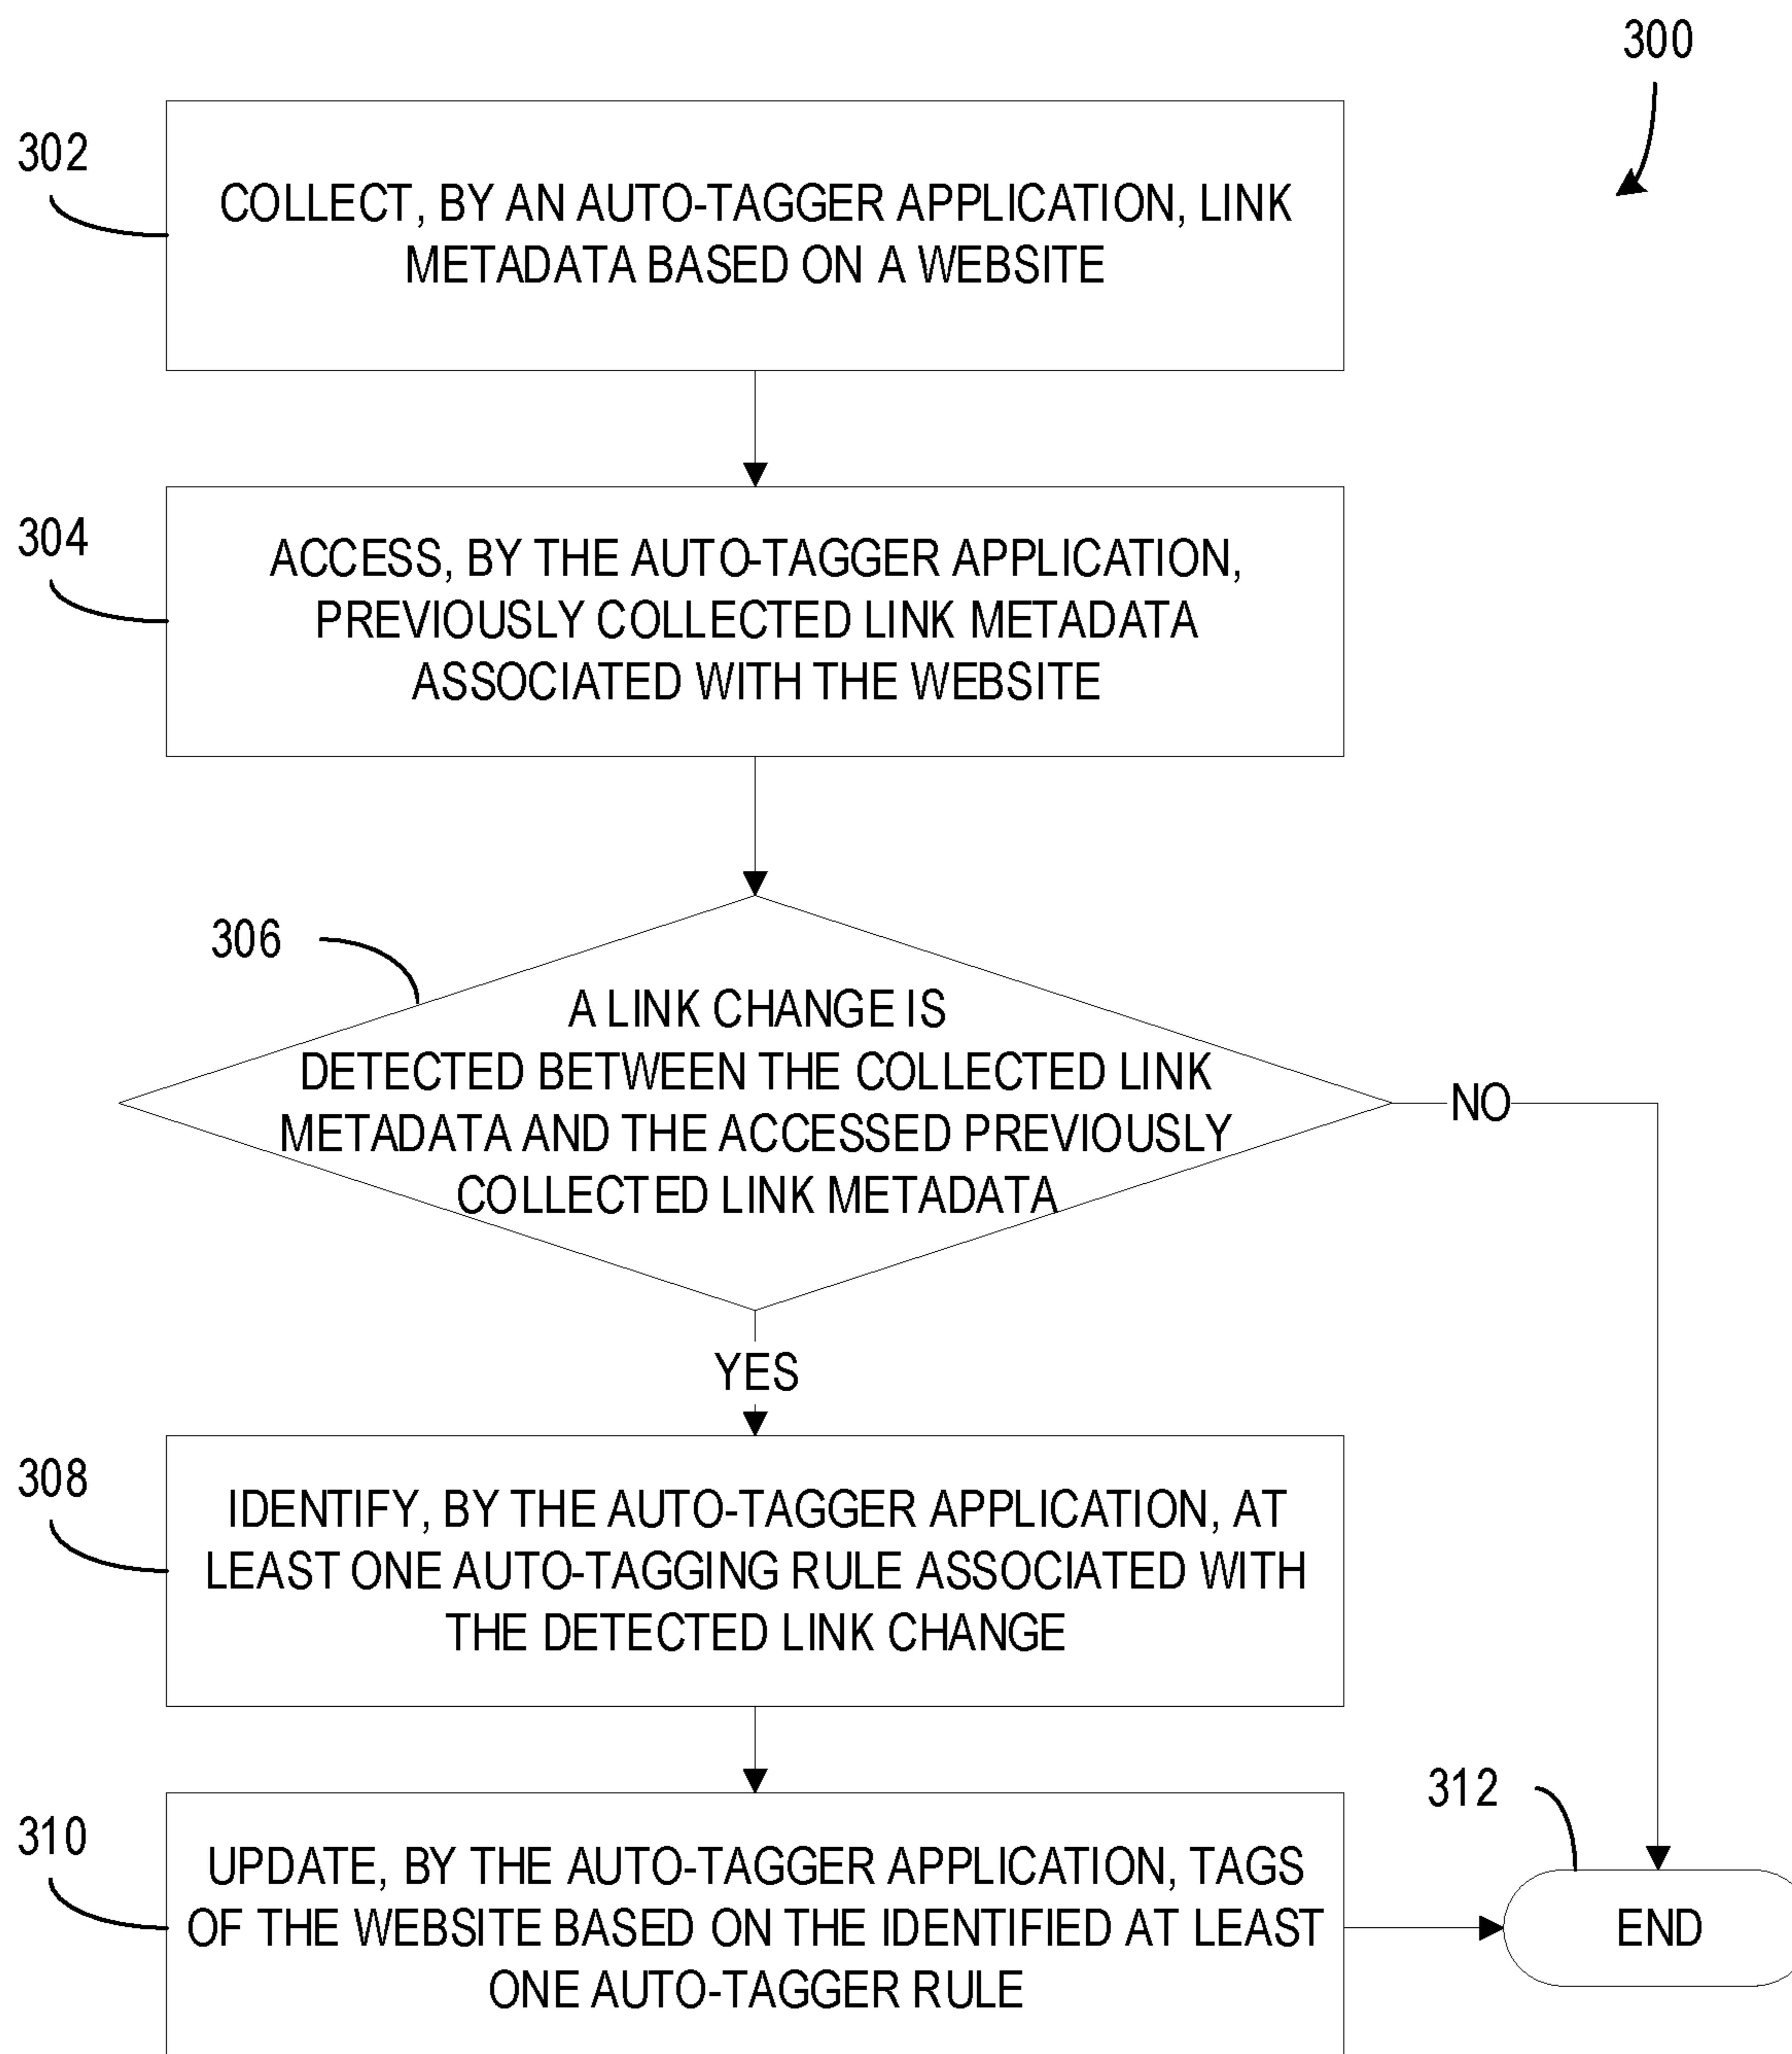 300
302
COLLECT, BY AN AUTO-TAGGER APPLICATION, LINK
METADATA BASED ON A WEBSITE
304
ACCESS, BY THE AUTO-TAGGER APPLICATION,
PREVIOUSLY COLLECTED LINK METADATA
ASSOCIATED WITH THE WEBSITE
306
A LINK CHANGE IS
DETECTED BETWEEN THE COLLECTED LINK
METADATA AND THE ACCESSED PREVIOUSLY
COLLECTED LINK METADATA
NO
YES
308
IDENTIFY, BY THE AUTO-TAGGER APPLICATION, AT
LEAST ONE AUTO-TAGGING RULE ASSOCIATED WITH
THE DETECTED LINK CHANGE
310
UPDATE, BY THE AUTO-TAGGER APPLICATION, TAGS
OF THE WEBSITE BASED ON THE IDENTIFIED AT LEAST
ONE AUTO-TAGGER RULE
312
END